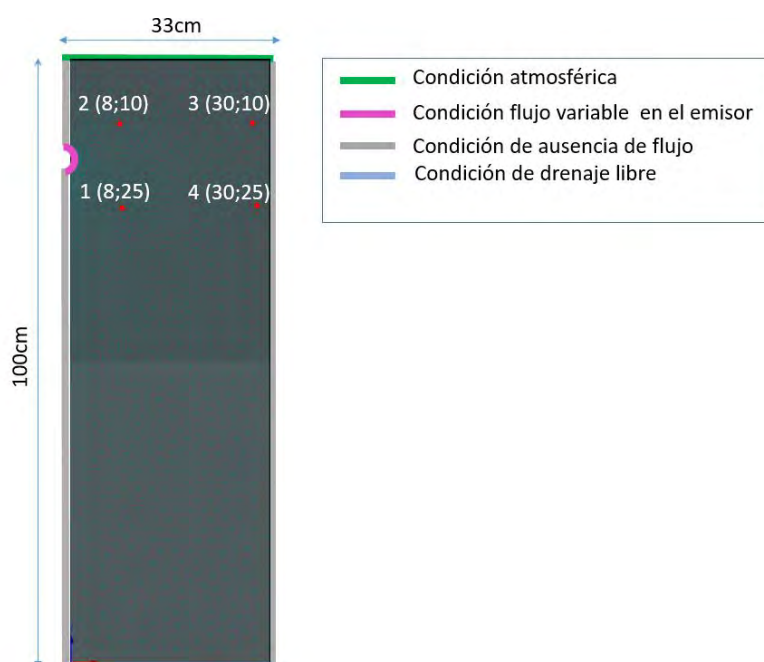 33cm
2 (8;10) 3 (30;10)
1 (8;25) 4 (30;25)
100cm
Condición atmosférica
Condición flujo variable en el emisor
Condición de ausencia de flujo
Condición de drenaje libre